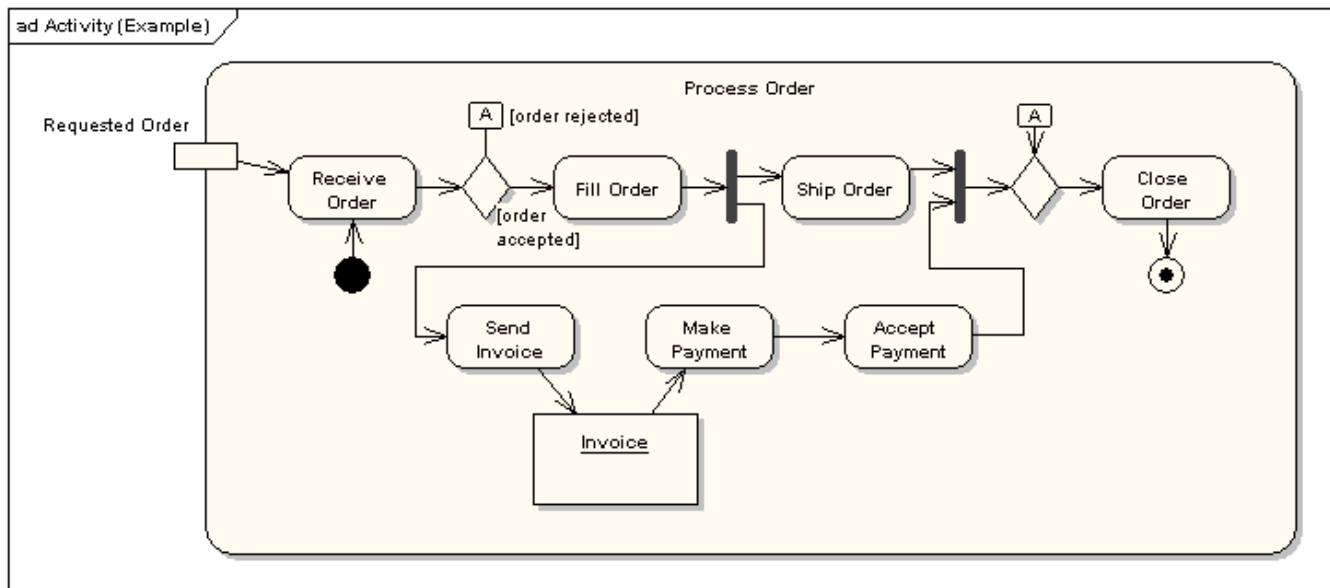 ad Activity (Example)
Process Order
Requested Order
A
[order rejected]
A
Receive
Order
Fill Order
Ship Order
Close
Order
[order
accepted]
Send
Invoice
Make
Payment
Accept
Payment
Invoice